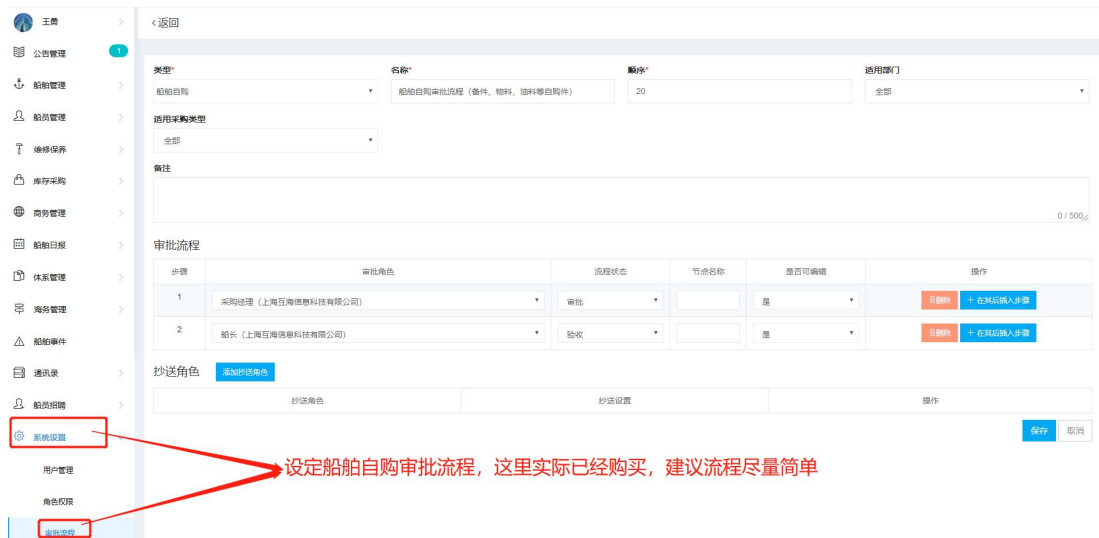 王勇
‹返回
公告管理
1
船舶管理
船员管理
维修保养
库存采购
商务管理
船舶日报
体系管理
海务管理
船舶事件
通讯录
船员招聘
系统设置
用户管理
角色权限
审批流程
类型* 名称* 顺序* 适用部门
船舶自购 船舶自购审批流程（备件、物料、油料等自购件） 20 全部
适用采购类型
全部
备注
0 / 500
审批流程
步骤 审批角色 流程状态 节点名称 是否可编辑 操作
1 采购经理（上海互海信息科技有限公司） 审批 是 删除 + 在其后插入步骤
2 船长（上海互海信息科技有限公司） 验收 是 删除 + 在其后插入步骤
抄送角色 添加抄送角色
抄送角色 抄送设置 操作
保存 取消
设定船舶自购审批流程，这里实际已经购买，建议流程尽量简单